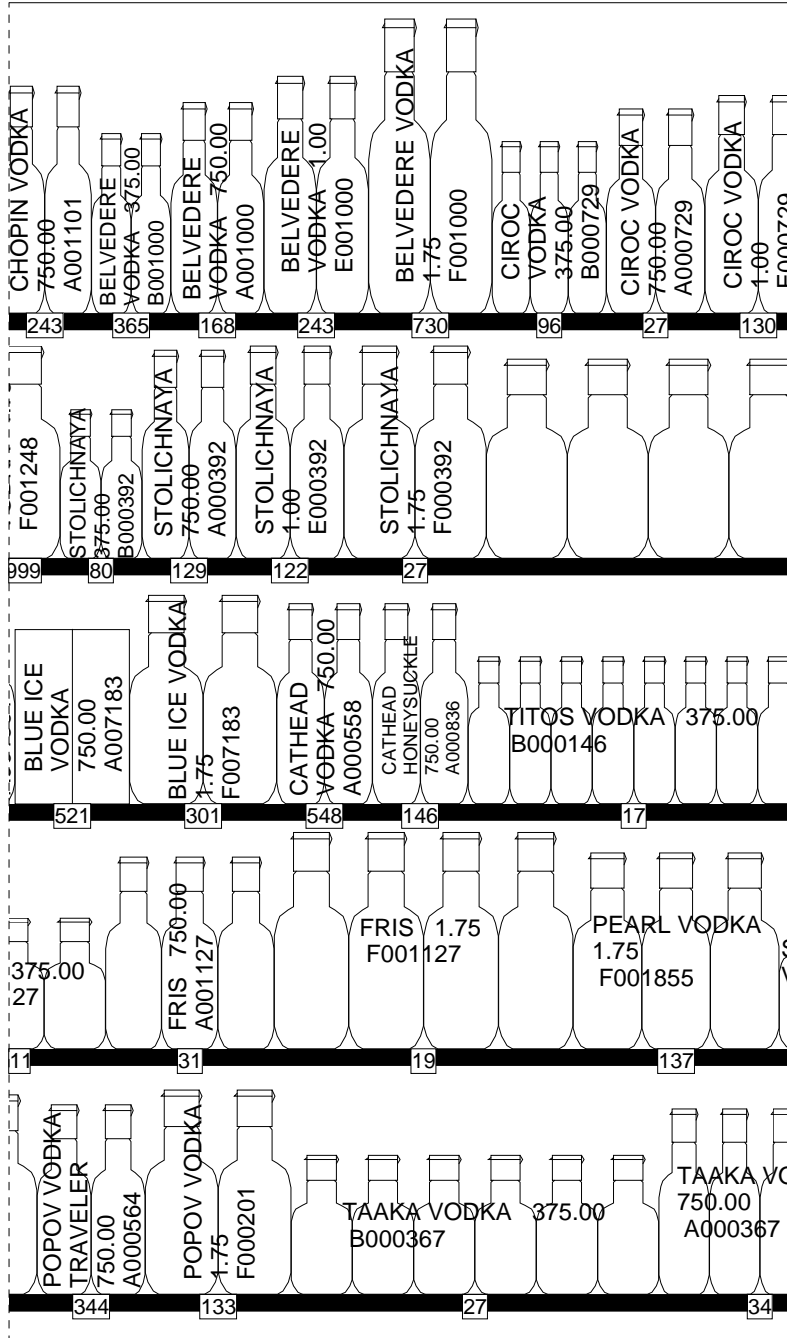 CHOPIN VODKA
750.00
A001101
BELVEDERE
VODKA 375.00
B001000
BELVEDERE
VODKA 750.00
A001000
BELVEDERE
VODKA 1.00
E001000
BELVEDERE VODKA
1.75
F001000
CIROC
VODKA
375.00
B000729
CIROC VODKA
750.00
A000729
CIROC VODKA
1.00
E000729
243
365
168
243
730
96
27
130
F001248
STOLICHNAYA
375.00
B000392
STOLICHNAYA
750.00
A000392
STOLICHNAYA
1.00
E000392
STOLICHNAYA
1.75
F000392
999
80
129
122
27
BLUE ICE
VODKA
750.00
A007183
BLUE ICE VODKA
1.75
F007183
CATHEAD
VODKA 750.00
A000558
CATHEAD
HONEYSUCKLE
750.00
A000836
TITOS VODKA 375.00
B000146
521
301
548
146
17
375.00
27
FRIS 750.00
A001127
FRIS 1.75
F001127
PEARL VODKA
1.75
F001855
11
31
19
137
POPOV VODKA
TRAVELER
750.00
A000564
POPOV VODKA
1.75
F000201
TAAKA VODKA 375.00
B000367
TAAKA VO
750.00
A000367
344
133
27
34